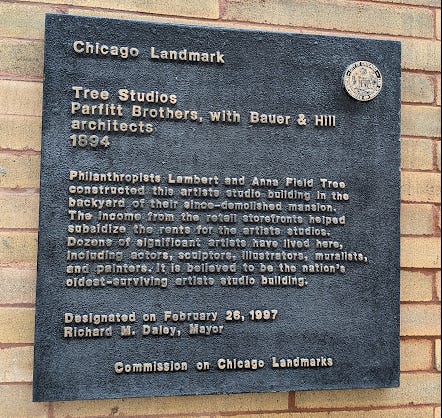 Chicago Landmark
Tree Studios
Parfitt Brothers, with Bauer & Hill
architects
1894
Philanthropists Lambert and Anna Field Tree
constructed this artists studio building in the
backyard of their since-demolished mansion.
The income from the retail storefronts helped
subsidize the rents for the artists studios.
Dozens of significant artists have lived here,
including actors, sculptors, illustrators, muralists,
and painters. It is believed to be the nation's
oldest-surviving artists studio building.
Designated on February 26, 1997
Richard M. Daley, Mayor
Commission on Chicago Landmarks